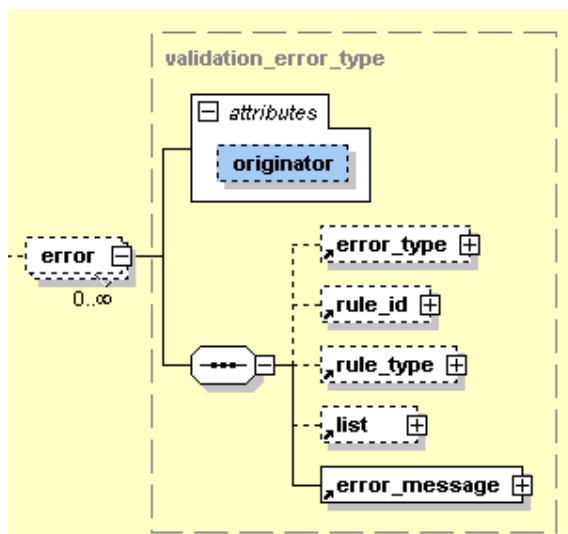 validation_error_type
attributes
originator
error
0..∞
error_type
rule_id
rule_type
list
error_message